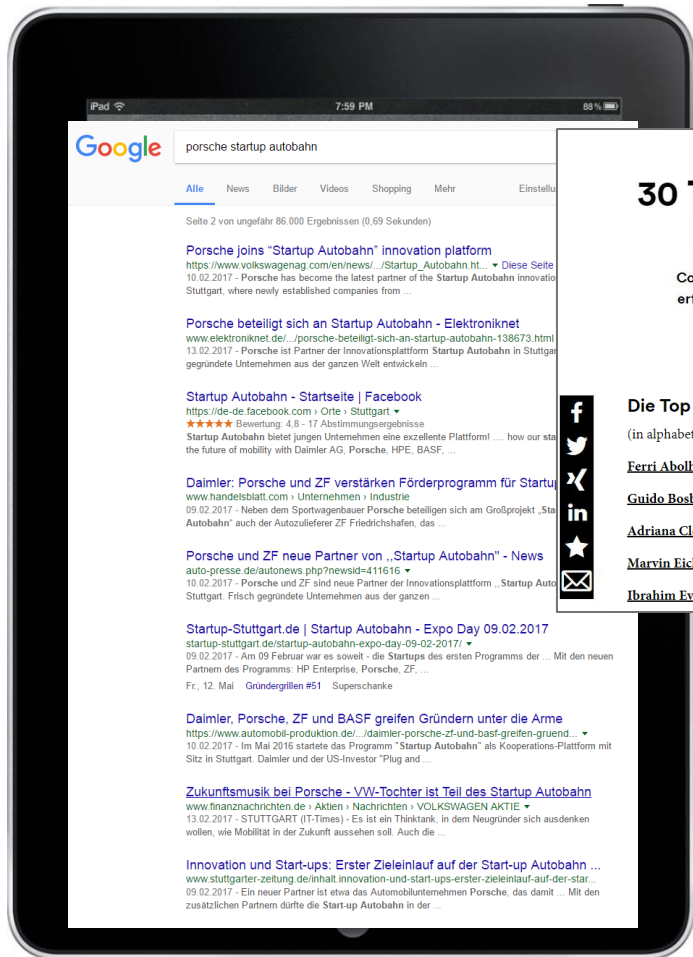 iPad 7:59 PM 88%
Google porsche startup autobahn
Alle News Bilder Videos Shopping Mehr
Seite 2 von ungefähr 86.000 Ergebnissen (0,69 Sekunden)
Porsche joins “Startup Autobahn” innovation platform
https://www.volkswagenag.com/en/news/.../Startup_Autobahn.ht... ▼ Diese Seite
10.02.2017 - Porsche has become the latest partner of the Startup Autobahn
Stuttgart, where newly established companies from ...
Porsche beteiligt sich an Startup Autobahn - Elektroniknet
www.elektroniknet.de/.../porsche-beteiligt-sich-an-startup-autobahn-138673.html
13.02.2017 - Porsche ist Partner der Innovationsplattform Startup Autobahn in
gegründete Unternehmen aus der ganzen Welt entwickeln ...
Startup Autobahn - Startseite | Facebook
https://de-de.facebook.com › Orte › Stuttgart ▼
★★★★★ Bewertung: 4,8 - 17 Abstimmungsergebnisse
Startup Autobahn bietet jungen Unternehmen eine exzellente Plattform! .... how our
the future of mobility with Daimler AG, Porsche, HPE, BASF, ...
Daimler: Porsche und ZF verstärken Förderprogramm für
www.handelsblatt.com › Unternehmen › Industrie
09.02.2017 - Neben dem Sportwagenbauer Porsche beteiligen sich am Großprojekt
Autobahn" auch der Autozulieferer ZF Friedrichshafen, das ...
Porsche und ZF neue Partner von ,,Startup Autobahn" - News
auto-presse.de/autonews.php?newsid=411616 ▼
10.02.2017 - Porsche und ZF sind neue Partner der Innovationsplattform ,,Startup
Stuttgart. Frisch gegründete Unternehmen aus der ganzen ...
Startup-Stuttgart.de | Startup Autobahn - Expo Day 09.02.2017
startup-stuttgart.de/startup-autobahn-expo-day-09-02-2017/ ▼
09.02.2017 - Am 09 Februar war es soweit - die Startups des ersten Programms der ... Mit den neuen
Partnern des Programms: HP Enterprise, Porsche, ZF, ...
Fr., 12. Mai Gründergrillen #51 Superschanke
Daimler, Porsche, ZF und BASF greifen Gründern unter die Arme
https://www.automobil-produktion.de/.../daimler-porsche-zf-und-basf-greifen-gruend... ▼
10.02.2017 - Im Mai 2016 startete das Programm "Startup Autobahn" als Kooperations-Plattform mit
Sitz in Stuttgart. Daimler und der US-Investor "Plug and ...
Zukunftsmusik bei Porsche - VW-Tochter ist Teil des Startup Autobahn
www.finanznachrichten.de › Aktien › Nachrichten › VOLKSWAGEN AKTIE ▼
13.02.2017 - STUTTGART (IT-Times) - Es ist ein Thinktank, in dem Neugründer sich ausdenken
wollen, wie Mobilität in der Zukunft aussehen soll. Auch die ...
Innovation und Start-ups: Erster Zieleinlauf auf der Start-up Autobahn ...
www.stuttgarter-zeitung.de/inhalt.innovation-und-start-ups-erster-zieleinlauf-auf-der-star...
09.02.2017 - Ein neuer Partner ist etwa das Automobilunternehmen Porsche, das damit ... Mit den
zusätzlichen Partnern dürfte die Start-up Autobahn in der ...
30
Die Top
(in
Ferri
Guido
Adriana
Marvin
Ibrahim